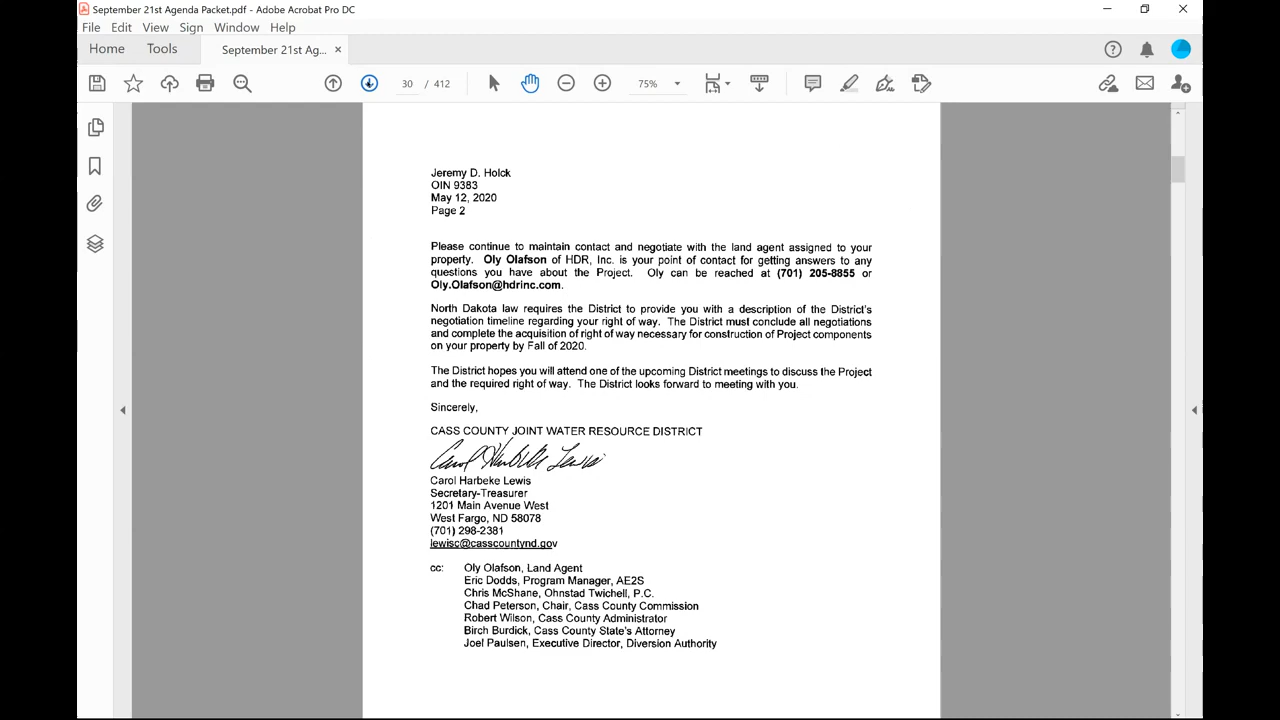 September 21st Agenda Packet.pdf - Adobe Acrobat Pro DC
File Edit View Sign Window Help
Home Tools September 21st Ag... ×
30 / 412 75%
Jeremy D. Holck
OIN 9383
May 12, 2020
Page 2
Please continue to maintain contact and negotiate with the land agent assigned to your
property. Oly Olafson of HDR, Inc. is your point of contact for getting answers to any
questions you have about the Project. Oly can be reached at (701) 205-8855 or
Oly.Olafson@hdrinc.com.
North Dakota law requires the District to provide you with a description of the District's
negotiation timeline regarding your right of way. The District must conclude all negotiations
and complete the acquisition of right of way necessary for construction of Project components
on your property by Fall of 2020.
The District hopes you will attend one of the upcoming District meetings to discuss the Project
and the required right of way. The District looks forward to meeting with you.
Sincerely,
CASS COUNTY JOINT WATER RESOURCE DISTRICT
Carol Harbeke Lewis
Carol Harbeke Lewis
Secretary-Treasurer
1201 Main Avenue West
West Fargo, ND 58078
(701) 298-2381
lewisc@casscountynd.gov
cc: Oly Olafson, Land Agent
Eric Dodds, Program Manager, AE2S
Chris McShane, Ohnstad Twichell, P.C.
Chad Peterson, Chair, Cass County Commission
Robert Wilson, Cass County Administrator
Birch Burdick, Cass County State's Attorney
Joel Paulsen, Executive Director, Diversion Authority